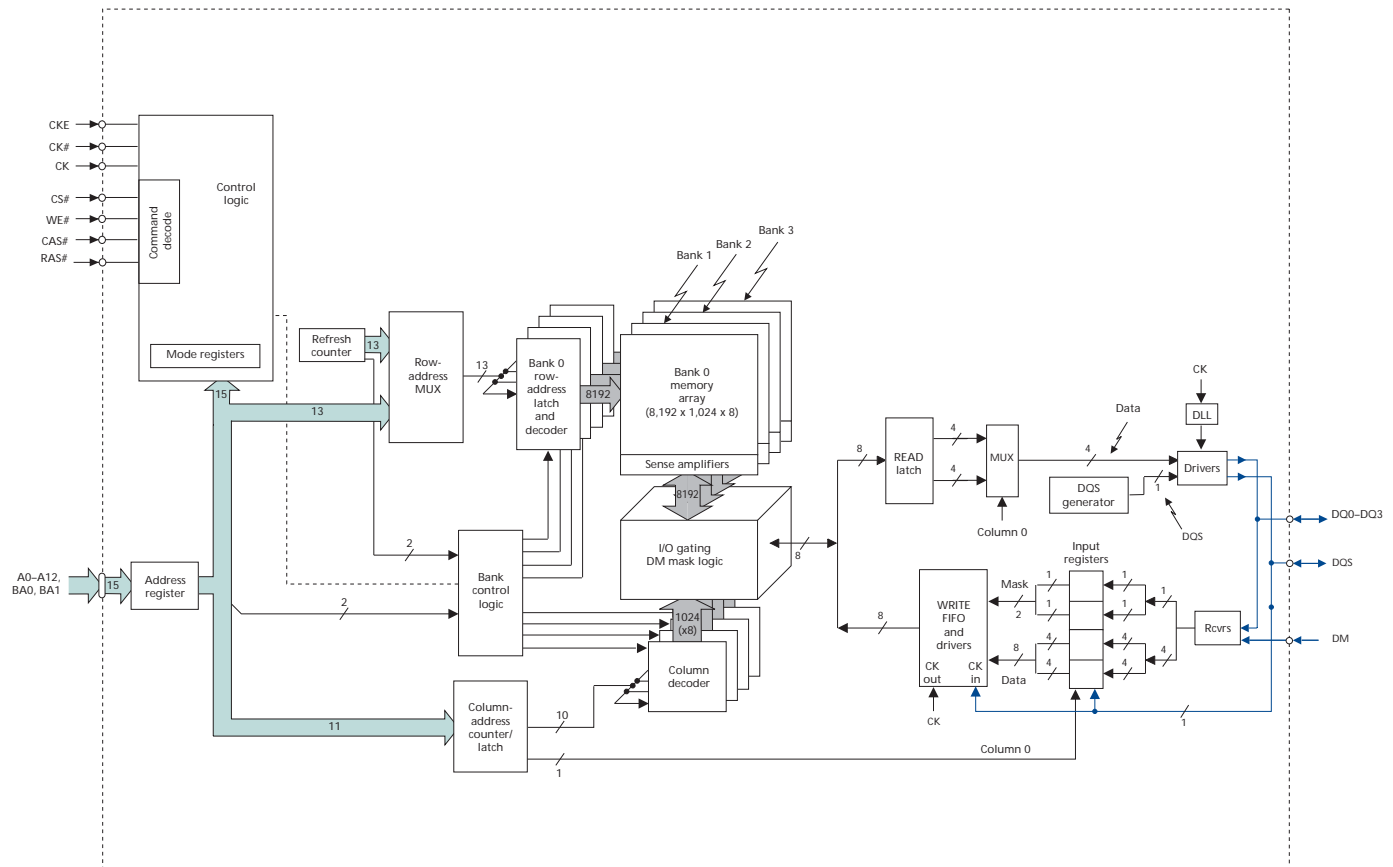 CKE
CK#
CK
CS#
WE#
CAS#
RAS#
Command
decode
Control
logic
Mode registers
15
Refresh
counter
13
13
Row-
address
MUX
13
Bank 0
row-
address
latch
and
decoder
8192
Bank 1
Bank 2
Bank 3
Bank 0
memory
array
(8,192 x 1,024 x 8)
Sense amplifiers
8192
I/O gating
DM mask logic
8
2
2
Bank
control
logic
A0–A12,
BA0, BA1
15
Address
register
1024
(x8)
Column
decoder
11
Column-
address
counter/
latch
10
1
Column 0
8
READ
latch
4
4
MUX
Column 0
Data
4
CK
DLL
Drivers
DQS
generator
1
DQS
DQ0–DQ3
DQS
DM
Input
registers
8
WRITE
FIFO
and
drivers
CK
out
CK
in
CK
Mask
2
8
Data
1
1
4
4
1
1
4
4
1
4
Rcvrs
1